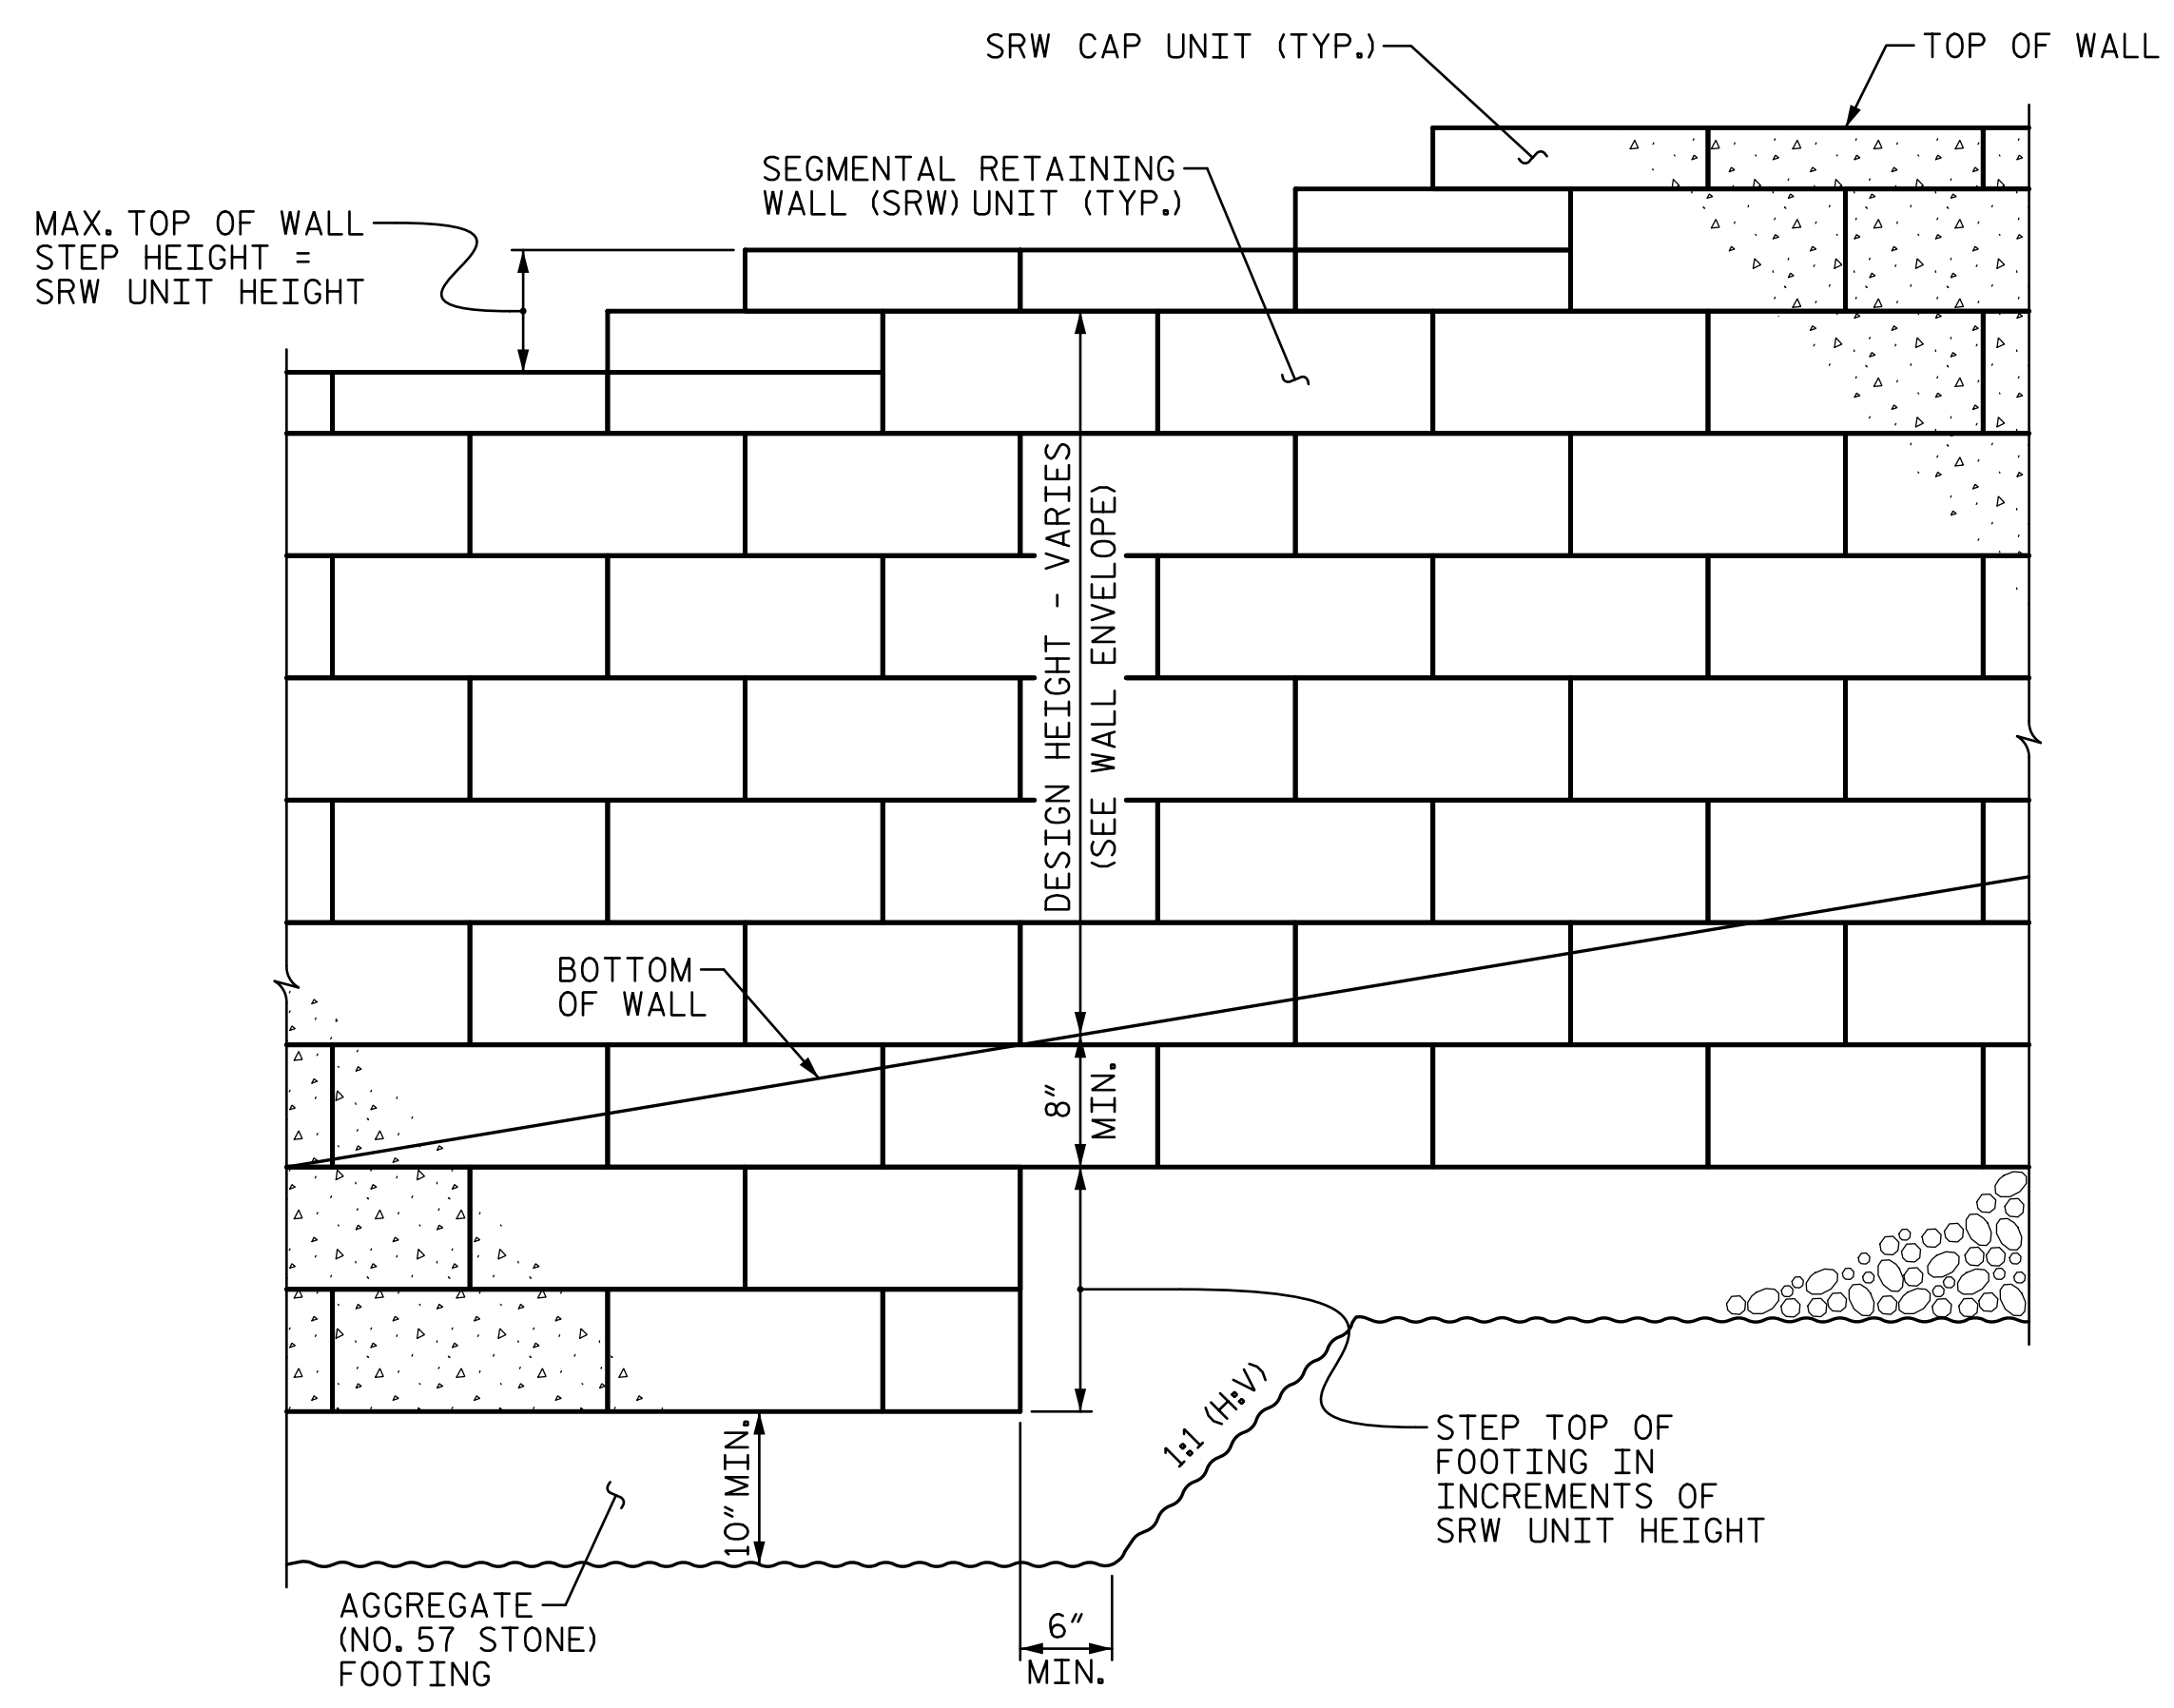 SRW CAP UNIT (TYP.)
TOP OF WALL
SEGMENTAL RETAINING
WALL (SRW) UNIT (TYP.)
MAX. TOP OF WALL
STEP HEIGHT =
SRW UNIT HEIGHT
DESIGN HEIGHT - VARIES
(SEE WALL ENVELOPE)
BOTTOM
OF WALL
8"
MIN.
1:1 (H:V)
10" MIN.
STEP TOP OF
FOOTING IN
INCREMENTS OF
SRW UNIT HEIGHT
AGGREGATE
(NO. 57 STONE)
FOOTING
6"
MIN.